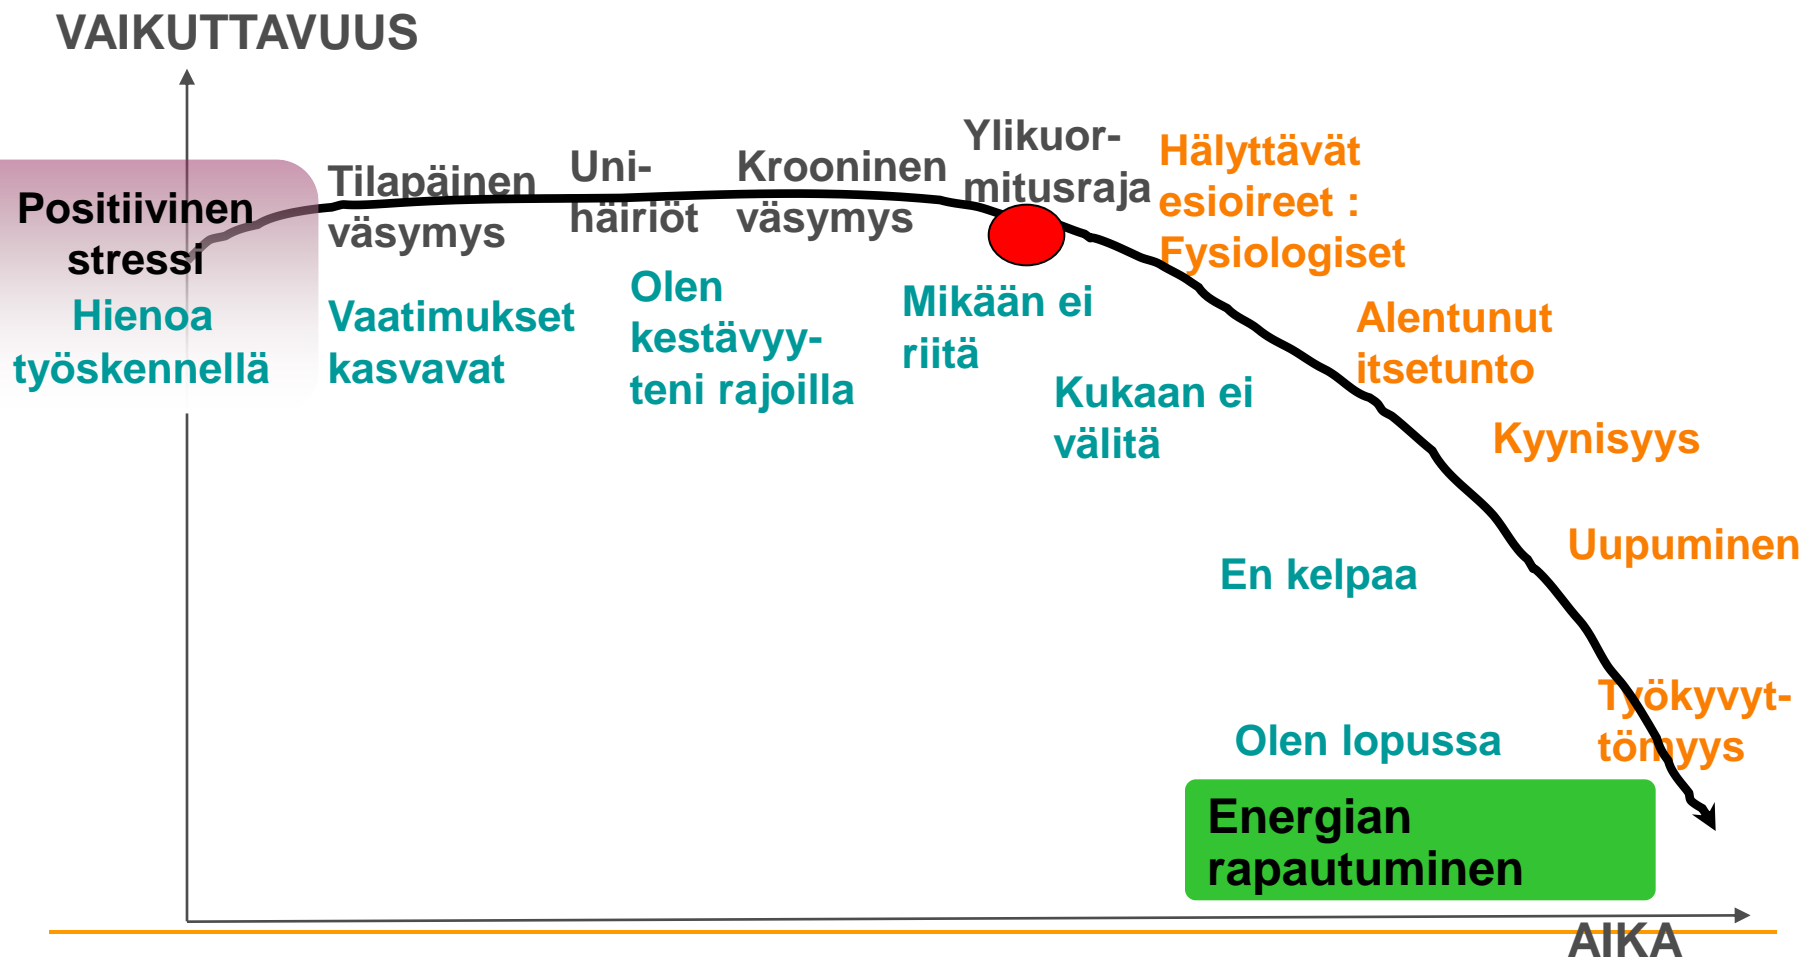 VAIKUTTAVUUS
Positiivinen
stressi
Hienoa
työskennellä
Tilapäinen
väsymys
Vaatimukset
kasvavat
Uni-
häiriöt
Olen
kestävyy-
teni rajoilla
Krooninen
väsymys
Ylikuor-
mitusraja
Mikään ei
riitä
Kukaan ei
välitä
Hälyttävät
esioireet :
Fysiologiset
Alentunut
itsetunto
Kyynisyys
Uupuminen
En kelpaa
Työkyvyt-
tömyys
Olen lopussa
Energian
rapautuminen
AIKA